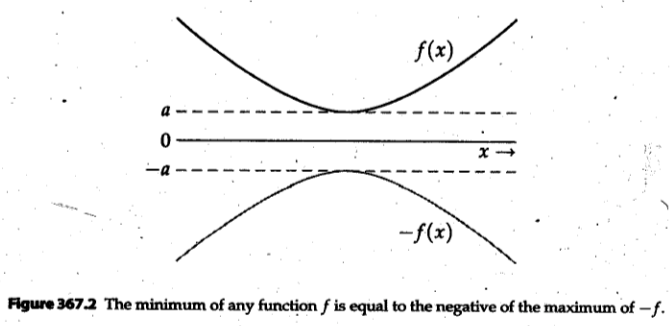 f(x)
a
0
x →
−a
−f(x)
Figure 367.2 The minimum of any function f is equal to the negative of the maximum of −f.